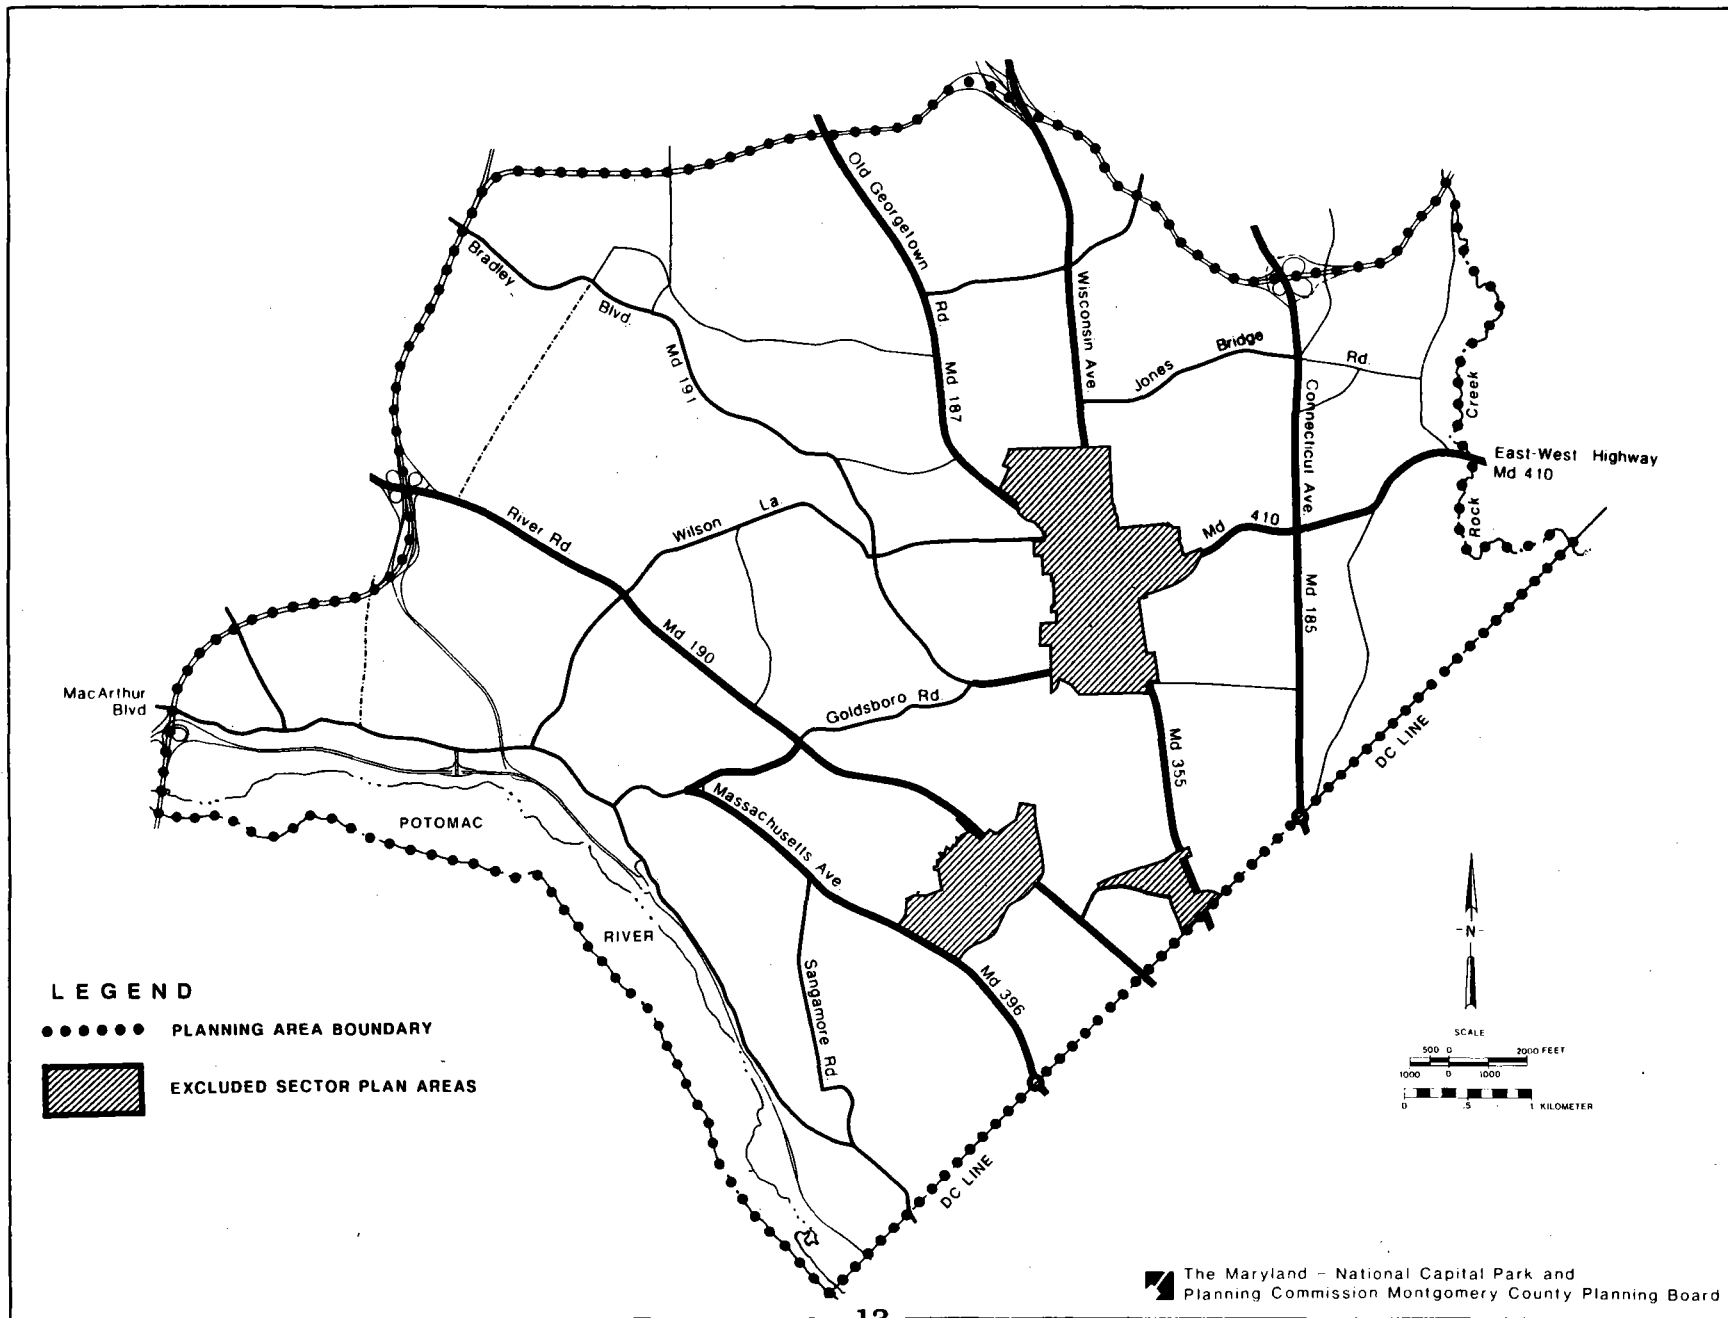 Old Georgetown Rd.
Md 187
Wisconsin Ave.
Bradley Blvd.
Md 191
Jones Bridge Rd.
Connecticut Ave.
Md 185
Creek
Rock
East-West Highway
Md 410
Md 410
River Rd.
Wilson La.
Md 190
MacArthur
Blvd
Goldsboro Rd.
Md 355
DC LINE
Massachusetts Ave.
POTOMAC
RIVER
Sangamore Rd.
Md 396
DC LINE
-N-
SCALE
500 0 2000 FEET
1000 0 1000
0 .5 1 KILOMETER
LEGEND
PLANNING AREA BOUNDARY
EXCLUDED SECTOR PLAN AREAS
The Maryland - National Capital Park and
Planning Commission Montgomery County Planning Board